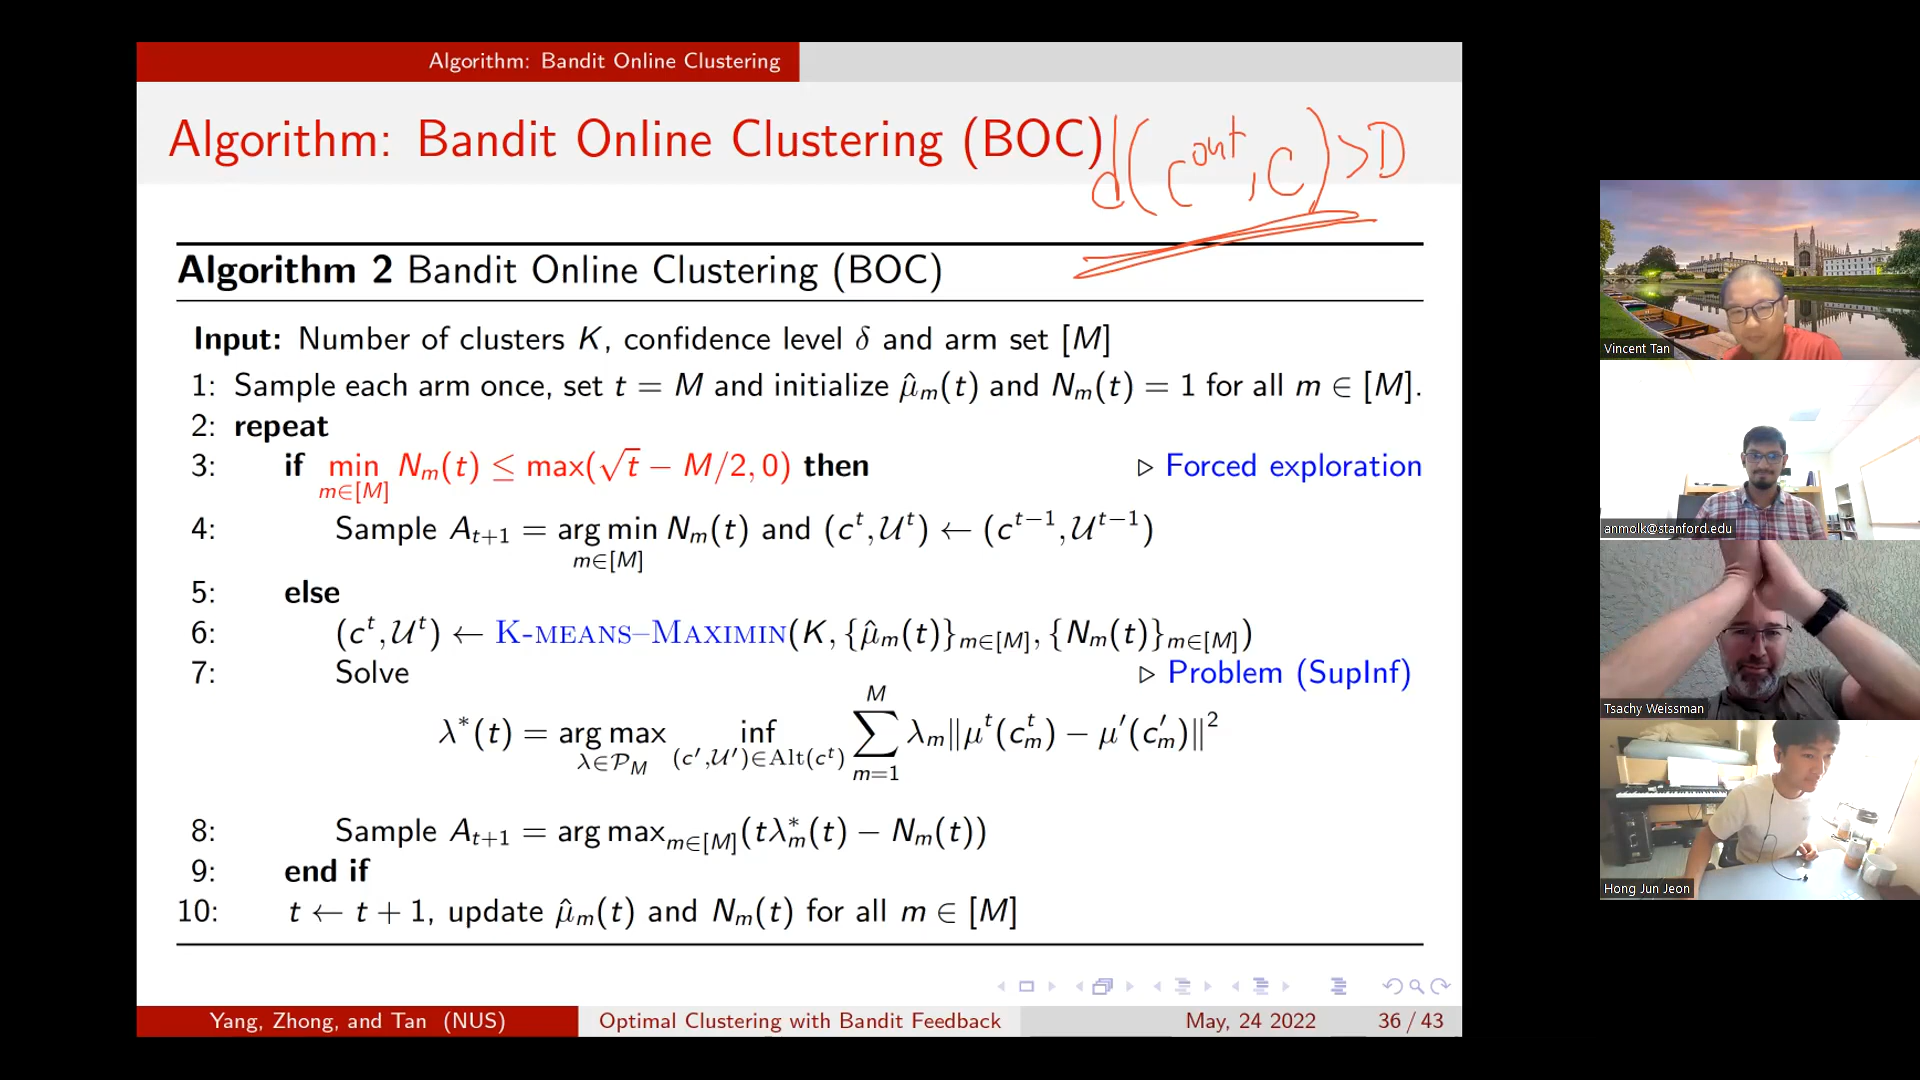 Algorithm: Bandit Online Clustering
Algorithm: Bandit Online Clustering (BOC)
d(c^out, c) > D
Algorithm 2 Bandit Online Clustering (BOC)
Input: Number of clusters K, confidence level δ and arm set [M]
1: Sample each arm once, set t = M and initialize μ̂_m(t) and N_m(t) = 1 for all m ∈ [M].
2: repeat
3: if min_{m∈[M]} N_m(t) ≤ max(√t − M/2, 0) then ▷ Forced exploration
4: Sample A_{t+1} = arg min_{m∈[M]} N_m(t) and (c^t, 𝒰^t) ← (c^{t−1}, 𝒰^{t−1})
5: else
6: (c^t, 𝒰^t) ← K-MEANS–MAXIMIN(K, {μ̂_m(t)}_{m∈[M]}, {N_m(t)}_{m∈[M]})
7: Solve ▷ Problem (SupInf)
λ*(t) = arg max_{λ∈𝒫_M} inf_{(c′,𝒰′)∈Alt(c^t)} ∑_{m=1}^{M} λ_m‖μ^t(c_m^t) − μ′(c′_m)‖²
8: Sample A_{t+1} = arg max_{m∈[M]}(tλ*_m(t) − N_m(t))
9: end if
10: t ← t + 1, update μ̂_m(t) and N_m(t) for all m ∈ [M]
Yang, Zhong, and Tan (NUS) Optimal Clustering with Bandit Feedback May, 24 2022 36 / 43
Vincent Tan
anmolk@stanford.edu
Tsachy Weissman
Hong Jun Jeon